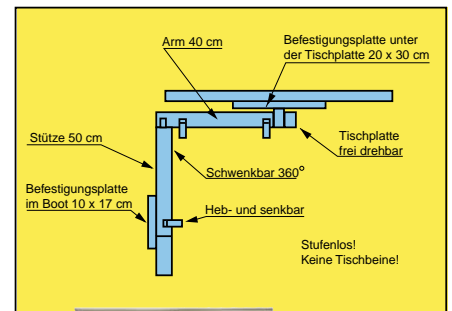 Arm 40 cm
Befestigungsplatte unter
der Tischplatte 20 x 30 cm
Stütze 50 cm
Tischplatte
frei drehbar
Schwenkbar 360°
Befestigungsplatte
im Boot 10 x 17 cm
Heb- und senkbar
Stufenlos!
Keine Tischbeine!